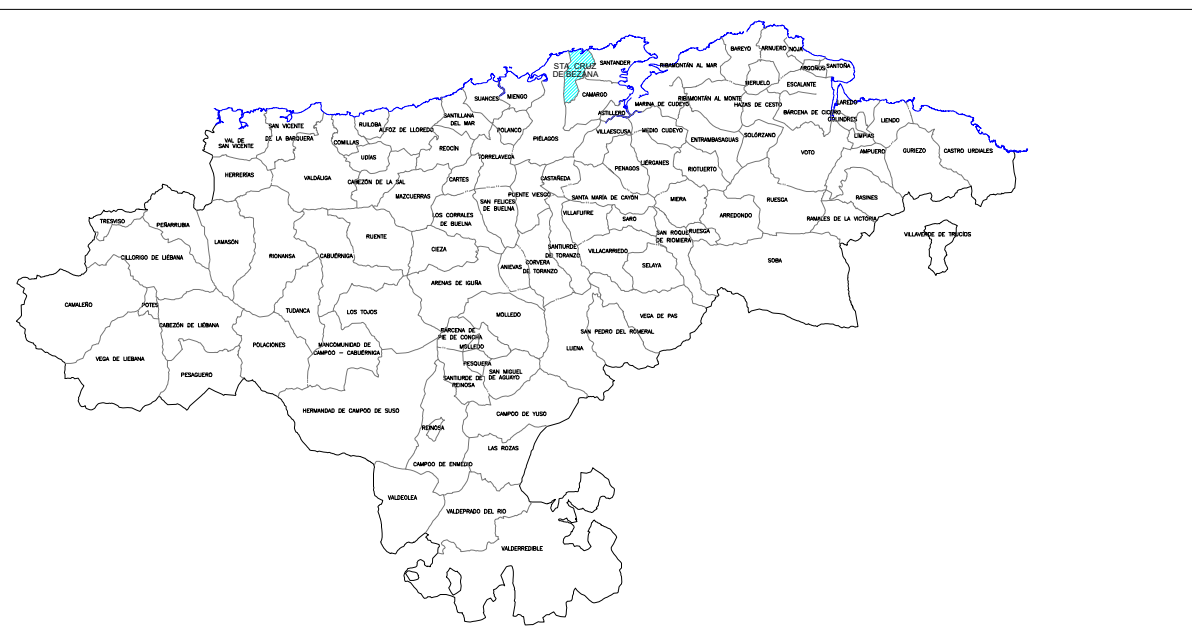 BAREYO
ARNUERO
NOJA
STA. CRUZ
DE BEZANA
SANTANDER
RIBAMONTÁN AL MAR
ARGOÑOS
SANTOÑA
MERUELO
ESCALANTE
SUANCES
MIENGO
CAMARGO
ASTILLERO
MARINA DE CUDEYO
RIBAMONTÁN AL MONTE
HAZAS DE CESTO
BÁRCENA DE CICERO
LAREDO
COLINDRES
LIENDO
SANTILLANA
DEL MAR
RUILOBA
ALFOZ DE LLOREDO
POLANCO
PIÉLAGOS
VILLAESCUSA
MEDIO CUDEYO
ENTRAMBASAGUAS
SOLÓRZANO
LIMPIAS
SAN VICENTE
DE LA BARQUERA
VAL DE
SAN VICENTE
COMILLAS
REOCÍN
UDÍAS
TORRELAVEGA
VOTO
AMPUERO
GURIEZO
CASTRO URDIALES
HERRERÍAS
VALDÁLIGA
CABEZÓN DE LA SAL
CARTES
CASTAÑEDA
PENAGOS
LIÉRGANES
RIOTUERTO
MAZCUERRAS
PUENTE VIESGO
SANTA MARÍA DE CAYÓN
MIERA
RUESGA
RASINES
SAN FELICES
DE BUELNA
LOS CORRALES
DE BUELNA
VILLAFUFRE
SARO
ARREDONDO
RAMALES DE LA VICTORIA
TRESVISO
PEÑARRUBIA
LAMASÓN
RIONANSA
CABUÉRNIGA
RUENTE
CIEZA
SAN ROQUE
DE RIOMIERA
RUESGA
VILLAVERDE DE TRUCÍOS
CILLORIGO DE LIÉBANA
ANIEVAS
CORVERA
DE TORANZO
SANTIURDE
DE TORANZO
VILLACARRIEDO
SELAYA
SOBA
ARENAS DE IGUÑA
CAMALEÑO
POTES
CABEZÓN DE LIÉBANA
TUDANCA
LOS TOJOS
MOLLEDO
VEGA DE PAS
SAN PEDRO DEL ROMERAL
BÁRCENA DE
PIE DE CONCHA
MOLLEDO
LUENA
VEGA DE LIÉBANA
PESAGUERO
POLACIONES
MANCOMUNIDAD DE
CAMPOO - CABUÉRNIGA
PESQUERA
SAN MIGUEL
DE AGUAYO
SANTIURDE DE
REINOSA
HERMANDAD DE CAMPOO DE SUSO
CAMPOO DE YUSO
REINOSA
LAS ROZAS
CAMPOO DE ENMEDIO
VALDEOLEA
VALDEPRADO DEL RIO
VALDERREDIBLE